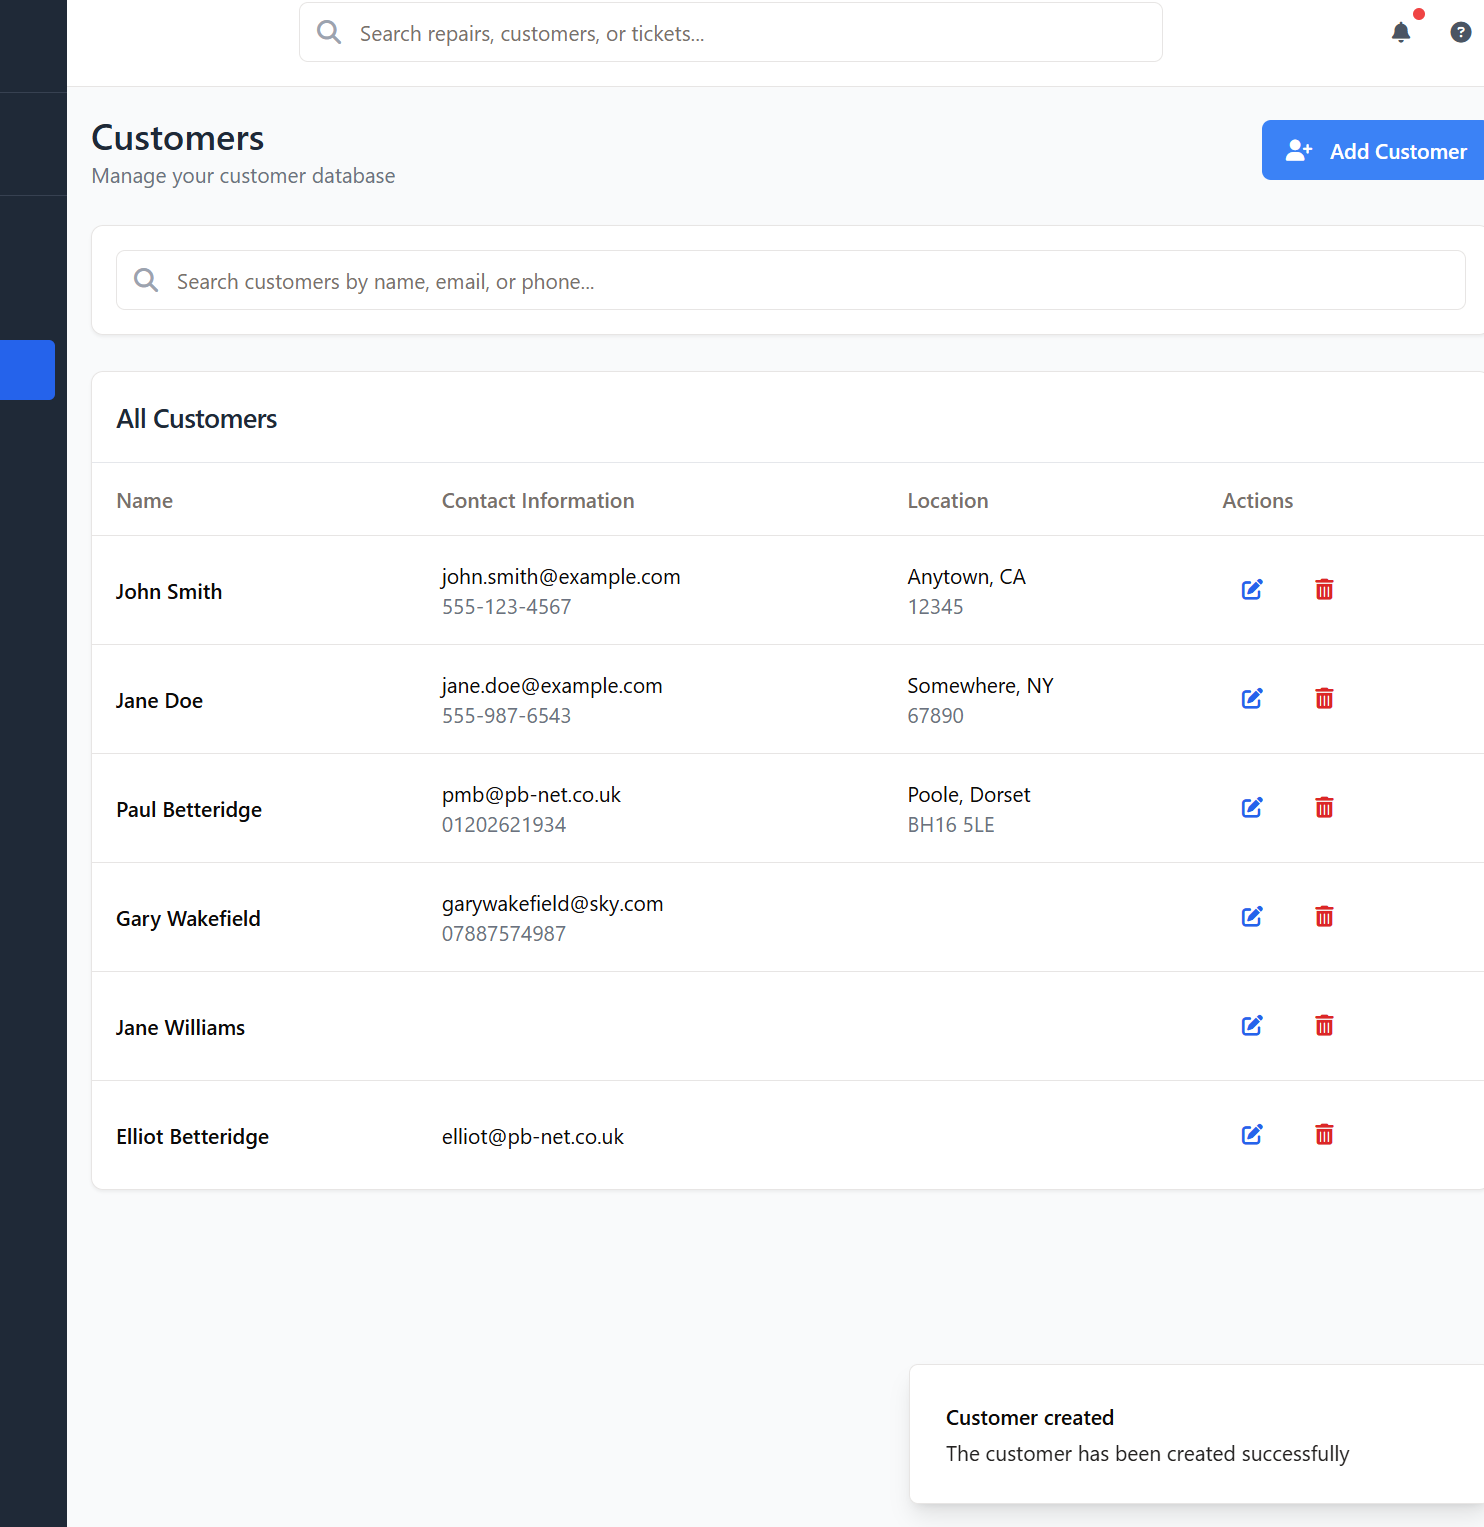 Search repairs, customers, or tickets...
Customers
Manage your customer database
Add Customer
Search customers by name, email, or phone...
All Customers
Name Contact Information Location Actions
John Smith
john.smith@example.com
555-123-4567
Anytown, CA
12345
Jane Doe
jane.doe@example.com
555-987-6543
Somewhere, NY
67890
Paul Betteridge
pmb@pb-net.co.uk
01202621934
Poole, Dorset
BH16 5LE
Gary Wakefield
garywakefield@sky.com
07887574987
Jane Williams
Elliot Betteridge
elliot@pb-net.co.uk
Customer created
The customer has been created successfully